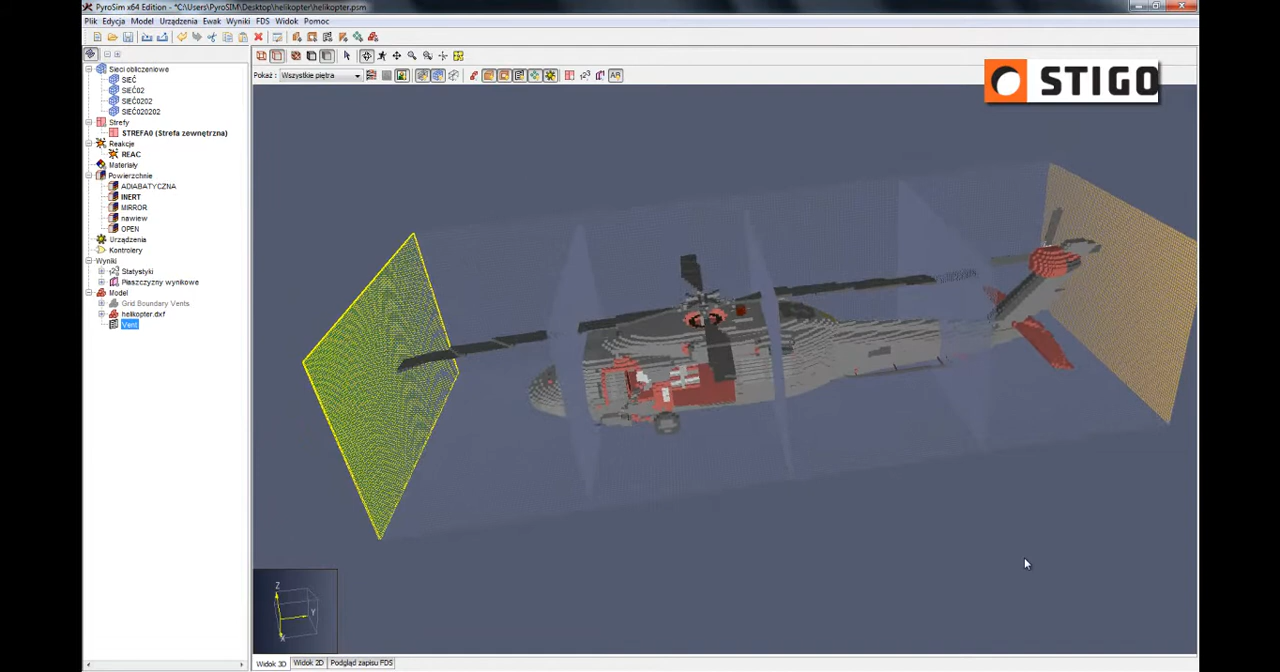 PyroSim x64 Edition - *C:\Users\PyroSIM\Desktop\helikopter\helikopter.psm
Plik Edycja Model Urządzenia Ewak Wyniki FDS Widok Pomoc
Pokaż: Wszystkie piętra
STIGO
Sieci obliczeniowe
SIEĆ
SIEĆ02
SIEĆ0202
SIEĆ020202
Strefy
STREFA0 (Strefa zewnętrzna)
Reakcje
REAC
Materiały
Powierzchnie
ADIABATYCZNA
INERT
MIRROR
nawiew
OPEN
Urządzenia
Kontrolery
Wyniki
Statystyki
Płaszczyzny wynikowe
Model
Grid Boundary Vents
helikopter.dxf
Vent
Z
Y
X
Widok 3D Widok 2D Podgląd zapisu FDS